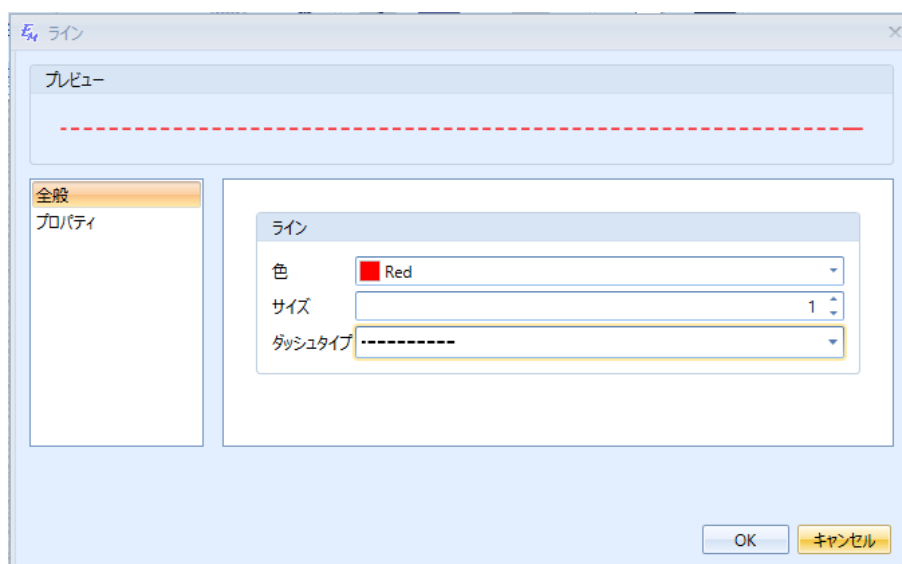 EM ライン
プレビュー
全般
プロパティ
ライン
色 Red
サイズ 1
ダッシュタイプ
OK キャンセル